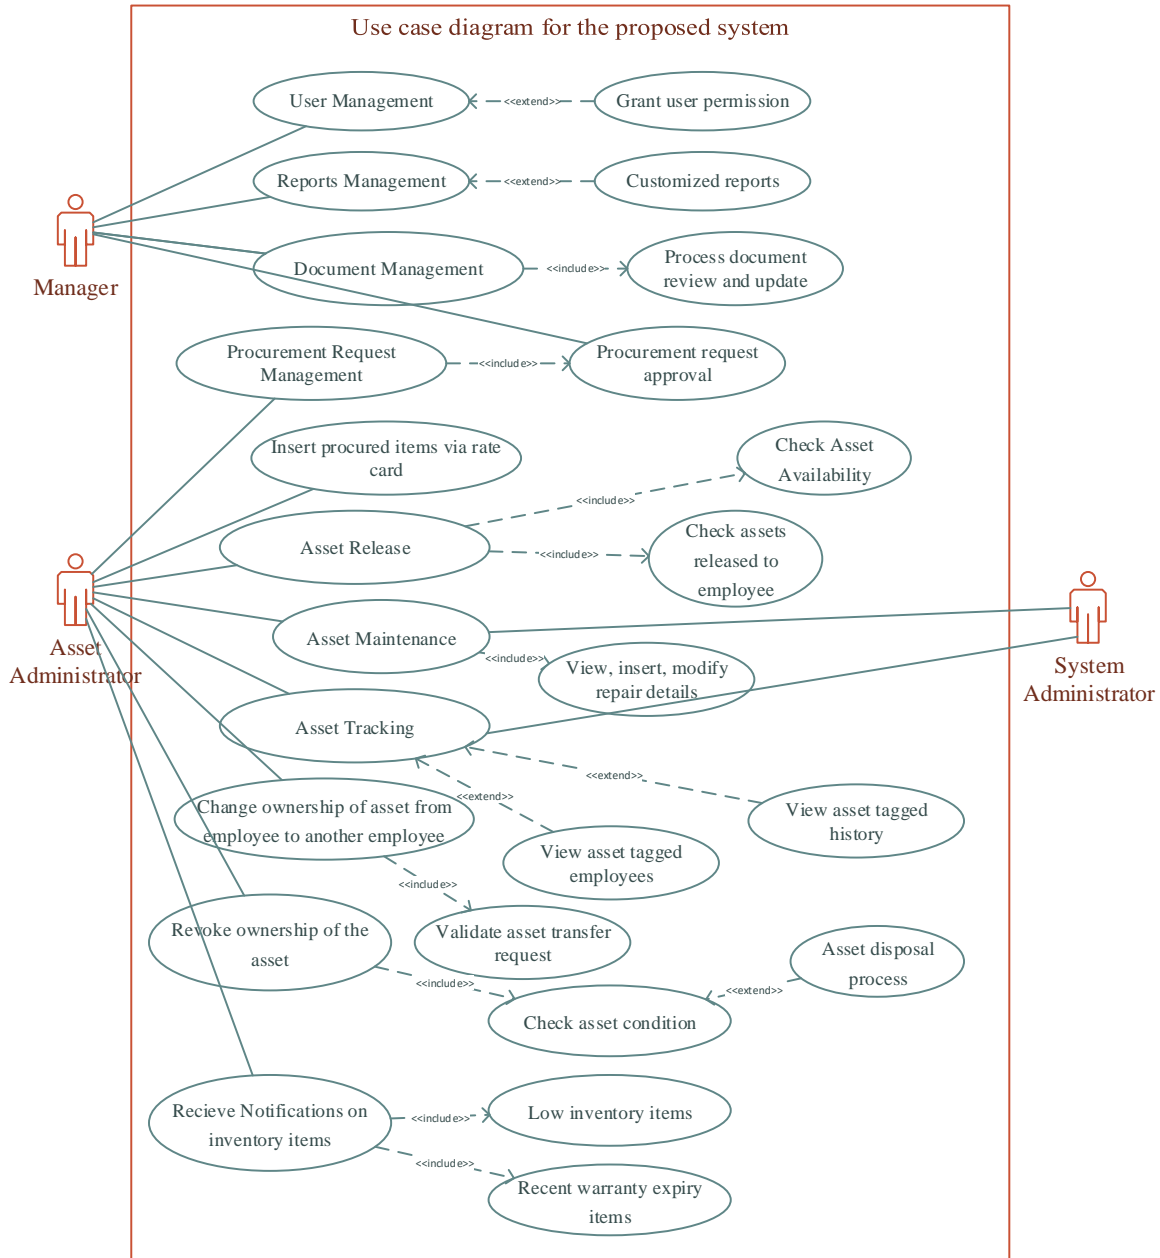 Use case diagram for the proposed system
User Management
<<extend>>
Grant user permission
Reports Management
<<extend>>
Customized reports
Manager
Document Management
<<include>>
Process document
review and update
Procurement Request
Management
<<include>>
Procurement request
approval
Insert procured items via rate
card
Check Asset
Availability
<<include>>
Asset Release
<<include>>
Check assets
released to
employee
Asset
Administrator
Asset Maintenance
<<include>>
View, insert, modify
repair details
System
Administrator
Asset Tracking
<<extend>>
<<extend>>
View asset tagged
history
Change ownership of asset from
employee to another employee
View asset tagged
employees
<<include>>
Validate asset transfer
request
Revoke ownership of the
asset
<<include>>
Check asset condition
<<extend>>
Asset disposal
process
Recieve Notifications on
inventory items
<<include>>
Low inventory items
<<include>>
Recent warranty expiry
items